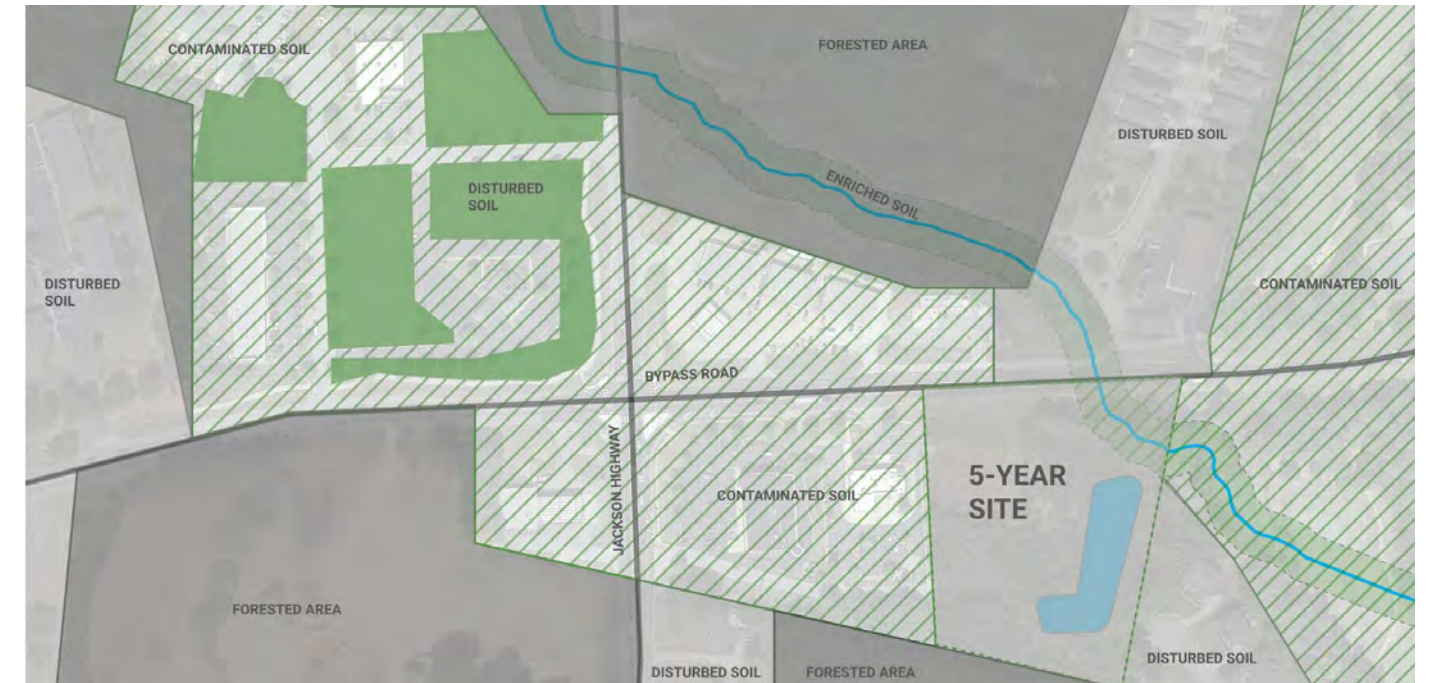 CONTAMINATED SOIL
FORESTED AREA
DISTURBED SOIL
DISTURBED
SOIL
ENRICHED SOIL
DISTURBED
SOIL
CONTAMINATED SOIL
BYPASS ROAD
JACKSON HIGHWAY
5-YEAR
SITE
CONTAMINATED SOIL
FORESTED AREA
DISTURBED SOIL
DISTURBED SOIL
FORESTED AREA